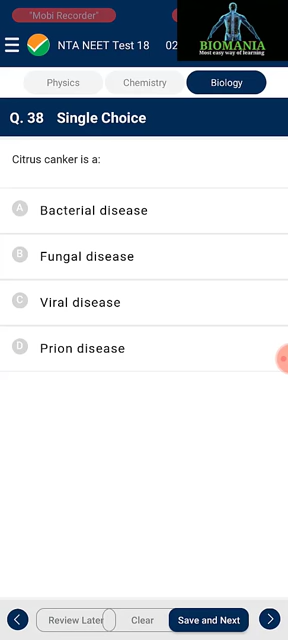 "Mobi Recorder"
NTA NEET Test 18 02
BIOMANIA
Most easy way of learning
Physics Chemistry Biology
Q. 38 Single Choice
Citrus canker is a:
A Bacterial disease
B Fungal disease
C Viral disease
D Prion disease
Review Later Clear Save and Next